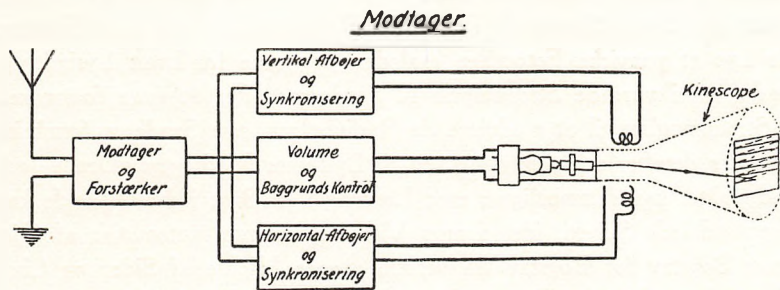 Modtager.
Vertikal Afbøjer
og
Synkronisering
Kinescope
Modtager
og
Forstærker
Volume
og
Baggrunds Kontrol
Horizontal Afbøjer
og
Synkronisering